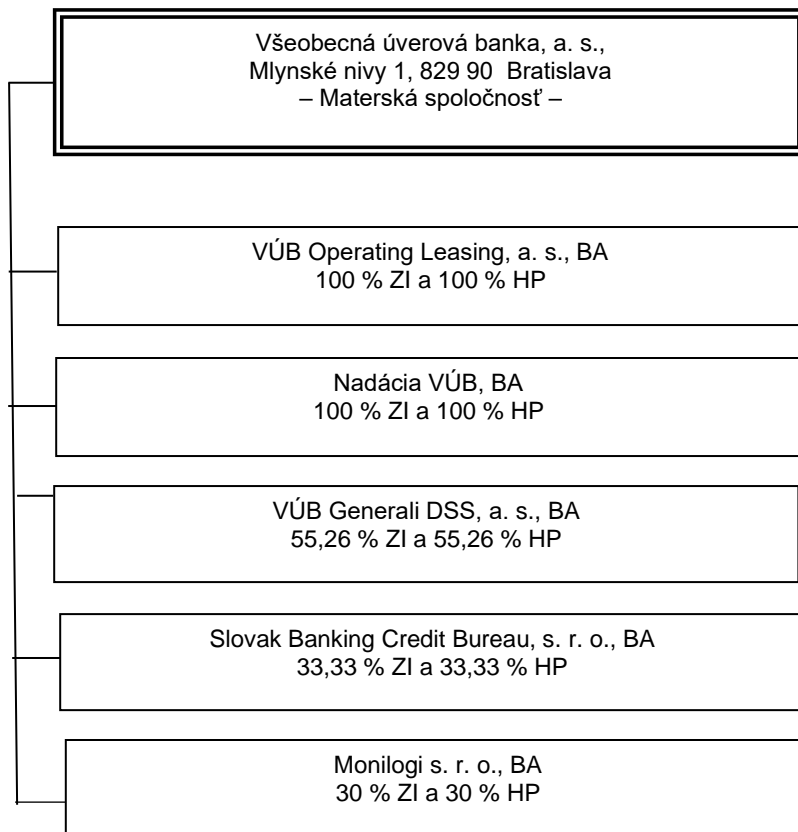 Všeobecná úverová banka, a. s.,
Mlynské nivy 1, 829 90  Bratislava
– Materská spoločnosť –
VÚB Operating Leasing, a. s., BA
100 % ZI a 100 % HP
Nadácia VÚB, BA
100 % ZI a 100 % HP
VÚB Generali DSS, a. s., BA
55,26 % ZI a 55,26 % HP
Slovak Banking Credit Bureau, s. r. o., BA
33,33 % ZI a 33,33 % HP
Monilogi s. r. o., BA
30 % ZI a 30 % HP